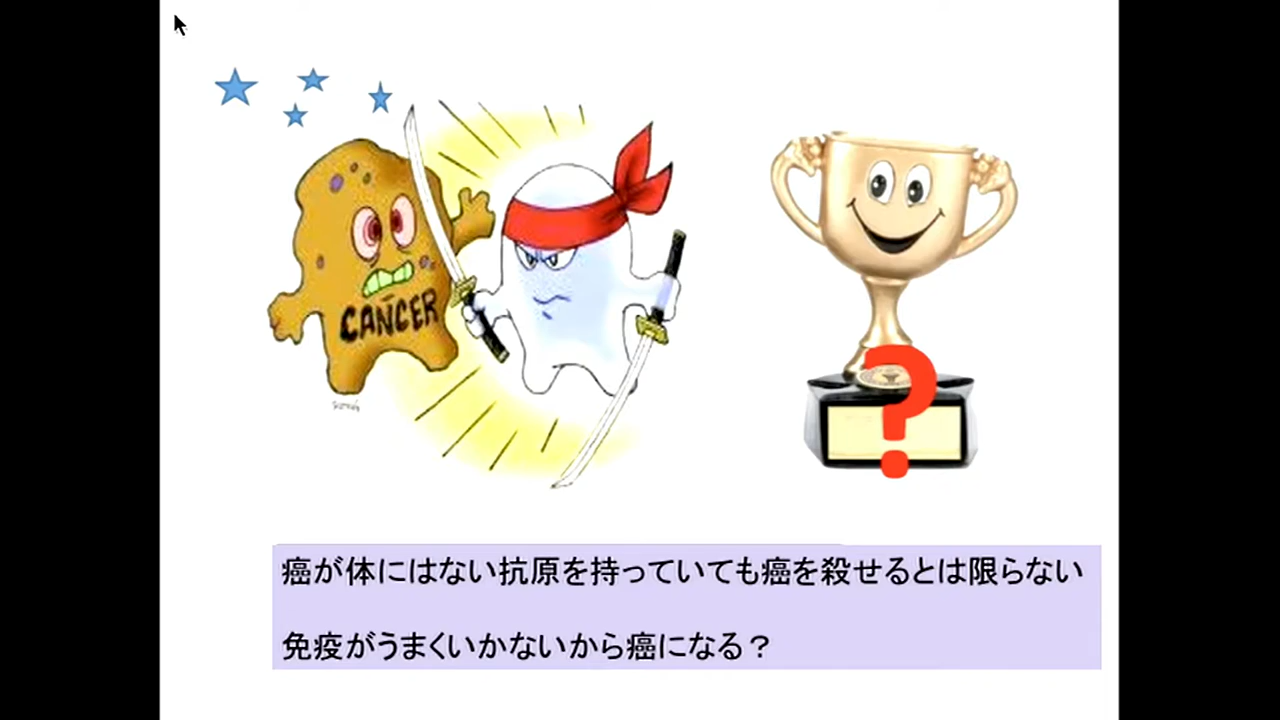 CANCER
?
癌が体にはない抗原を持っていても癌を殺せるとは限らない
免疫がうまくいかないから癌になる？